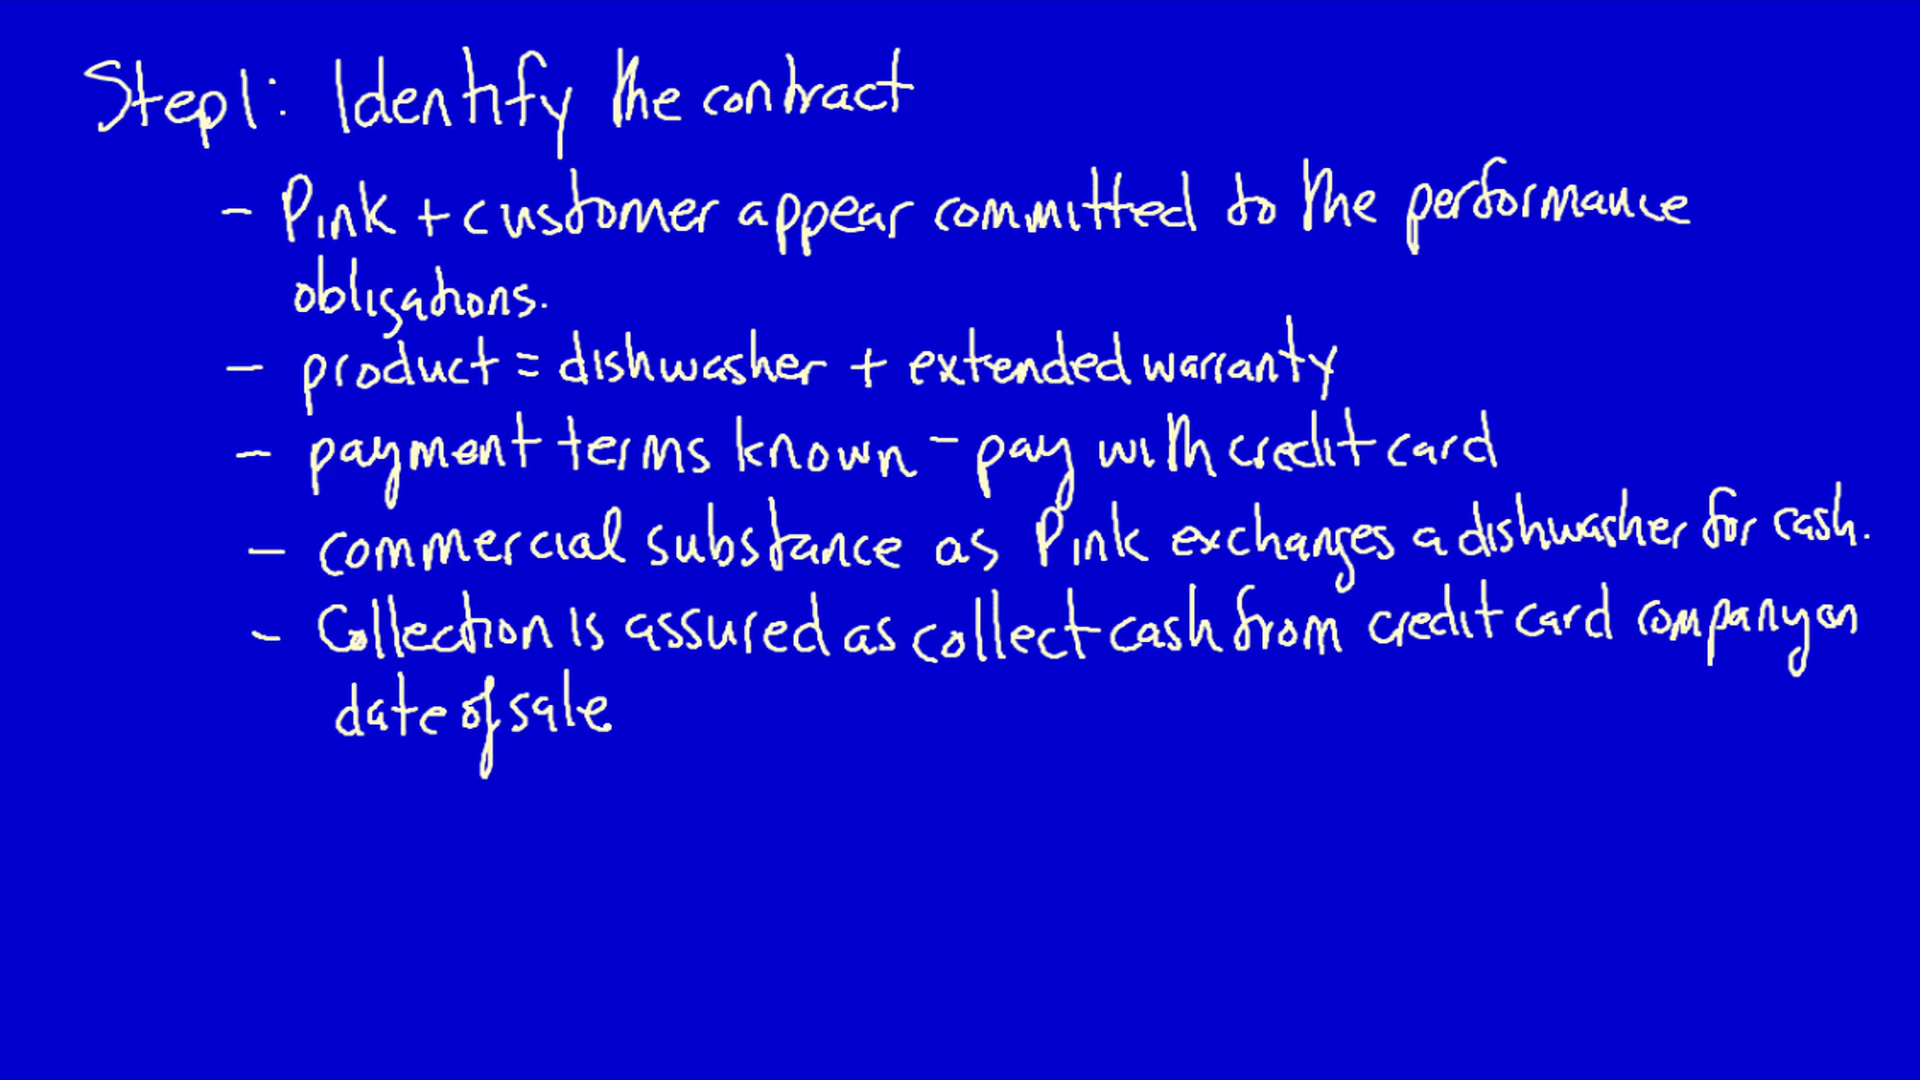 Step1: Identify the contract
- Pink + customer appear committed to the performance
obligations.
- product = dishwasher + extended warranty
- payment terms known - pay with credit card
- commercial substance as Pink exchanges a dishwasher for cash.
- Collection is assured as collect cash from credit card company on
date of sale